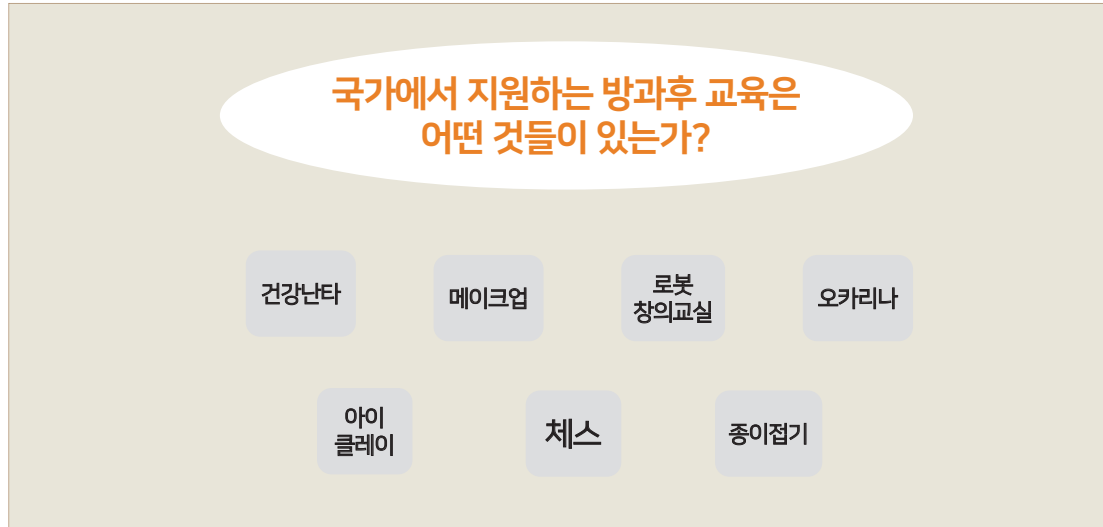 국가에서 지원하는 방과후 교육은
어떤 것들이 있는가?
건강난타
메이크업
로봇
창의교실
오카리나
아이
클레이
체스
종이접기